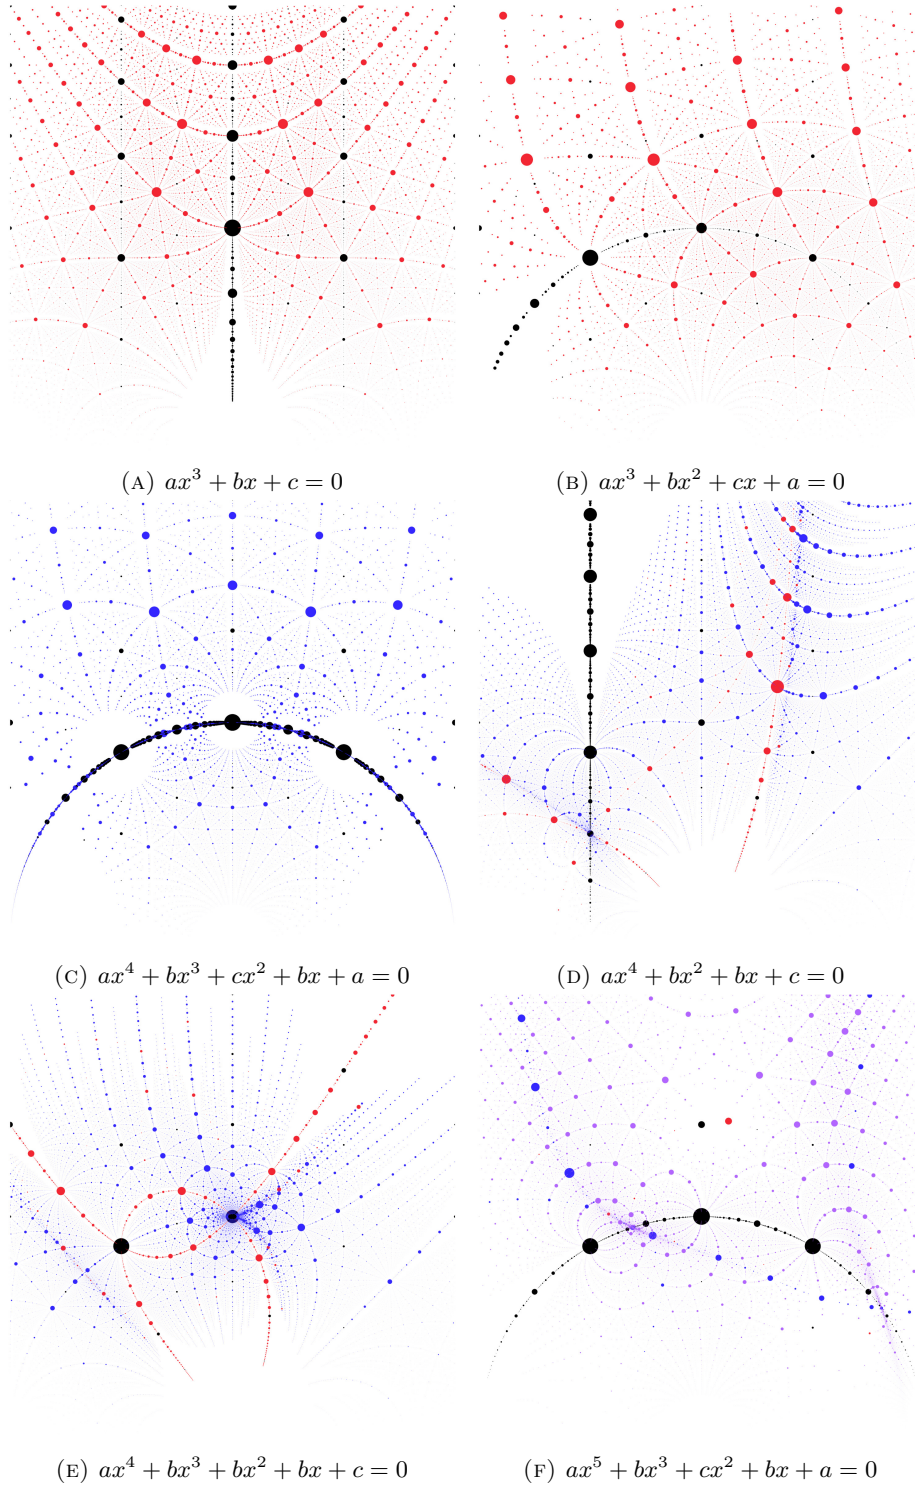 (A) $ax^3 + bx + c = 0$
(B) $ax^3 + bx^2 + cx + a = 0$
(C) $ax^4 + bx^3 + cx^2 + bx + a = 0$
(D) $ax^4 + bx^2 + bx + c = 0$
(E) $ax^4 + bx^3 + bx^2 + bx + c = 0$
(F) $ax^5 + bx^3 + cx^2 + bx + a = 0$